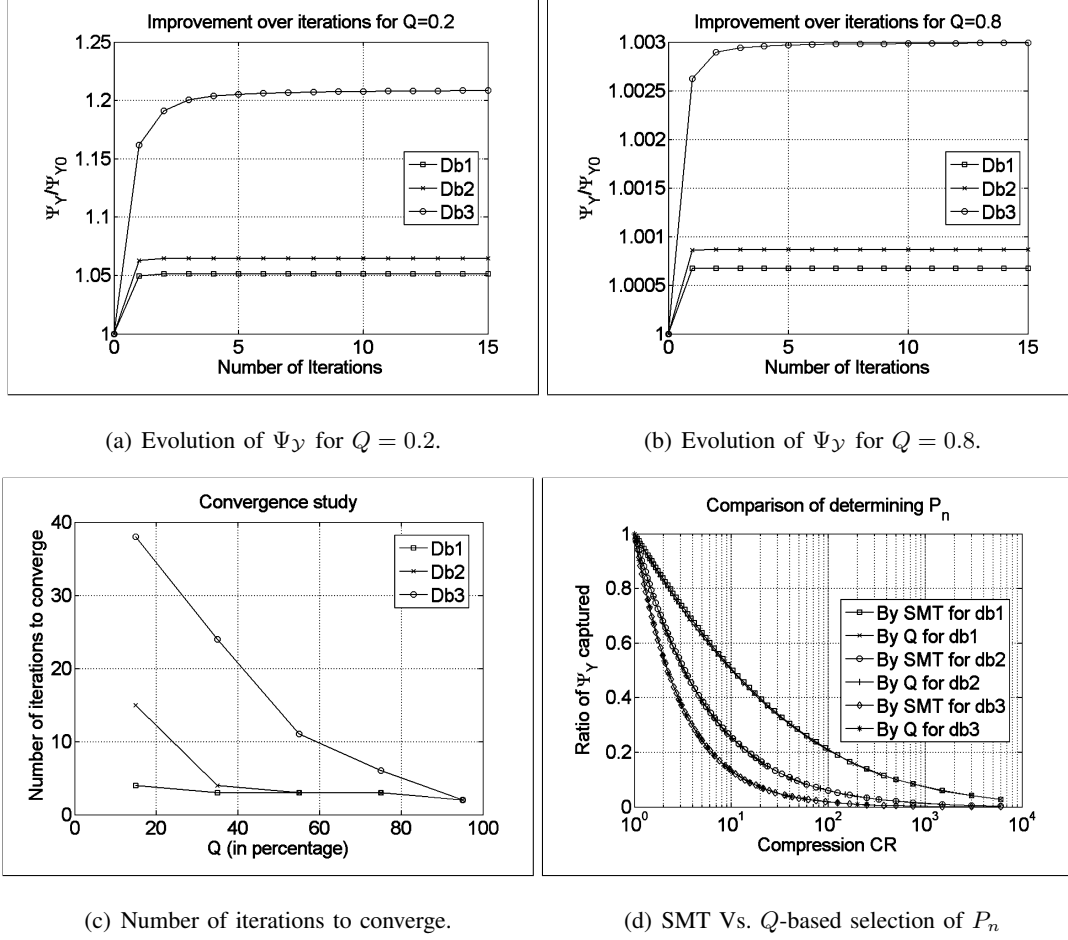 Improvement over iterations for Q=0.2
1.25
1.2
1.15
1.1
1.05
1
Ψ_Y/Ψ_Y0
Db1
Db2
Db3
0 5 10 15
Number of Iterations
(a) Evolution of Ψ_𝒴 for Q = 0.2.
Improvement over iterations for Q=0.8
1.003
1.0025
1.002
1.0015
1.001
1.0005
1
Ψ_Y/Ψ_Y0
Db1
Db2
Db3
0 5 10 15
Number of Iterations
(b) Evolution of Ψ_𝒴 for Q = 0.8.
Convergence study
40
30
20
10
0
Number of iterations to converge
Db1
Db2
Db3
0 20 40 60 80 100
Q (in percentage)
(c) Number of iterations to converge.
Comparison of determining P_n
1
0.8
0.6
0.4
0.2
0
Ratio of Ψ_Y captured
By SMT for db1
By Q for db1
By SMT for db2
By Q for db2
By SMT for db3
By Q for db3
10^0 10^1 10^2 10^3 10^4
Compression CR
(d) SMT Vs. Q-based selection of P_n